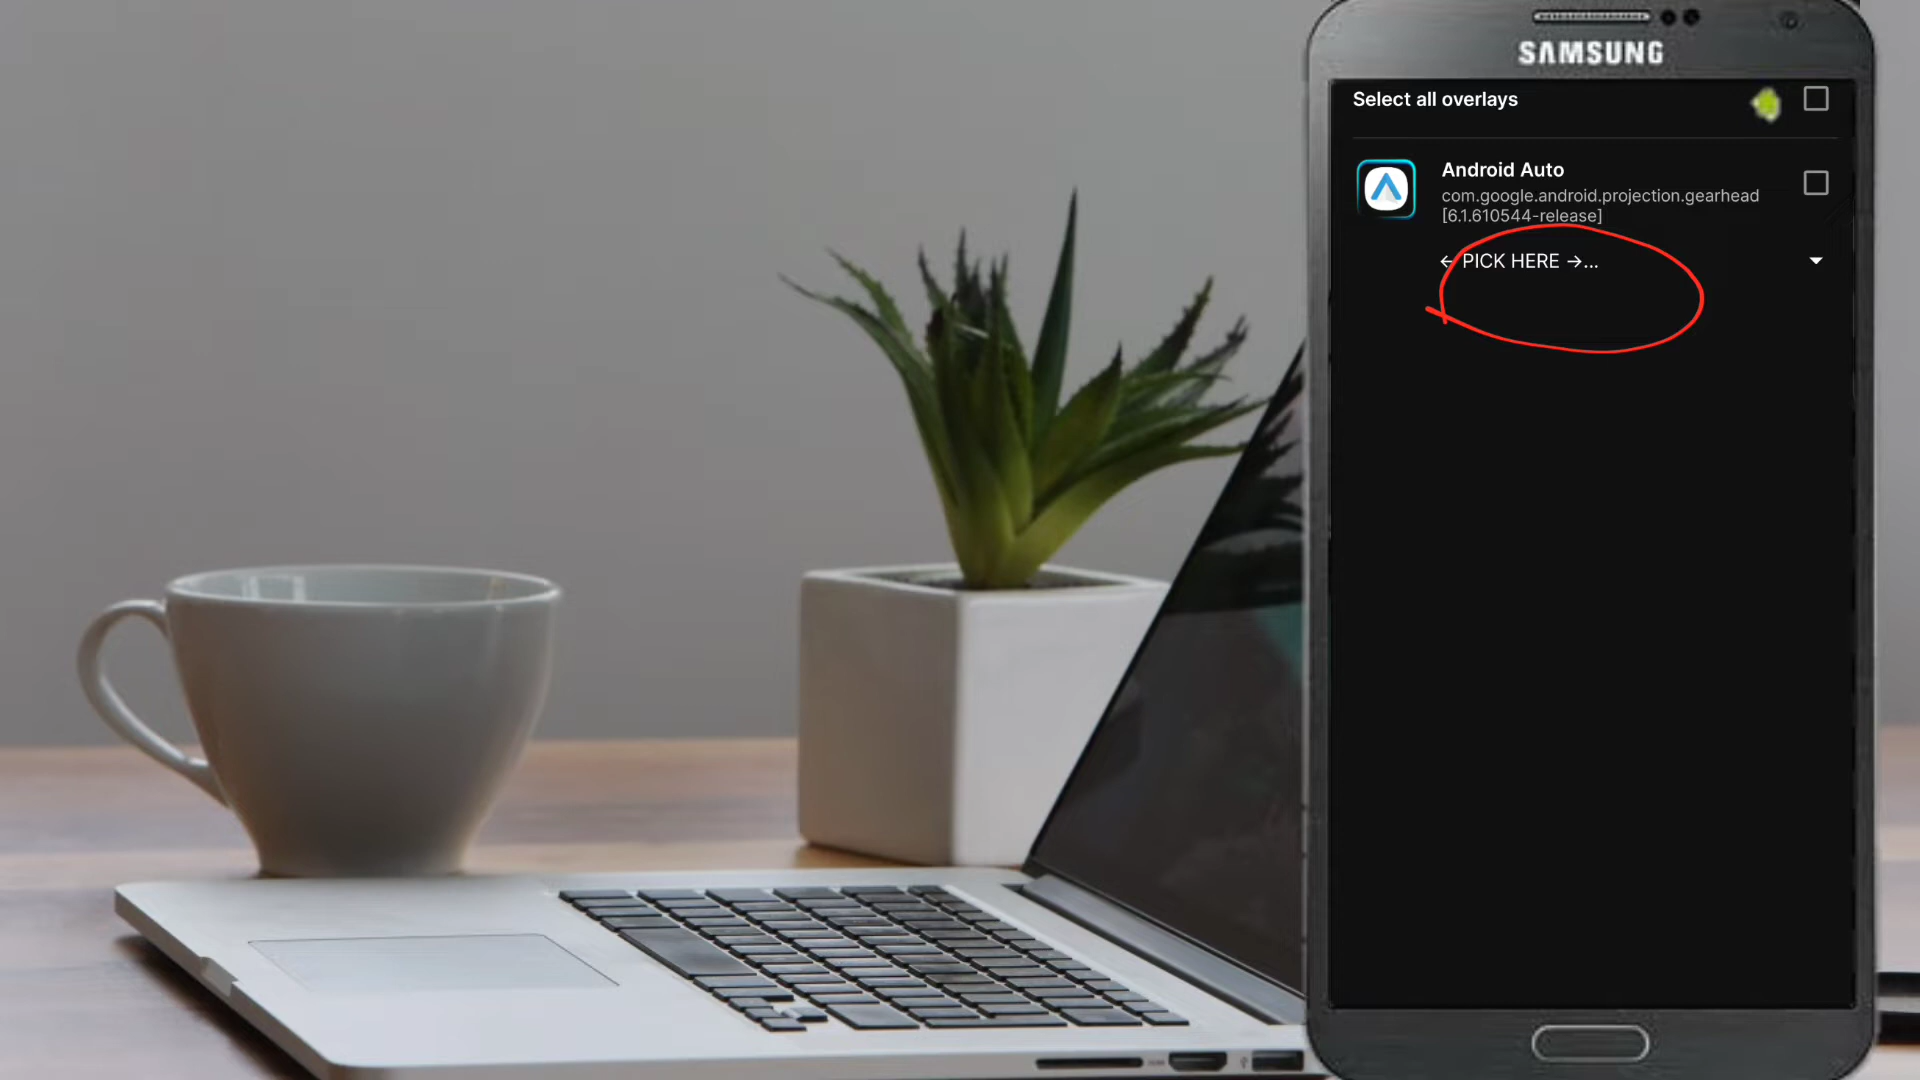 SAMSUNG
Select all overlays
Android Auto
com.google.android.projection.gearhead
[6.1.610544-release]
← PICK HERE →...